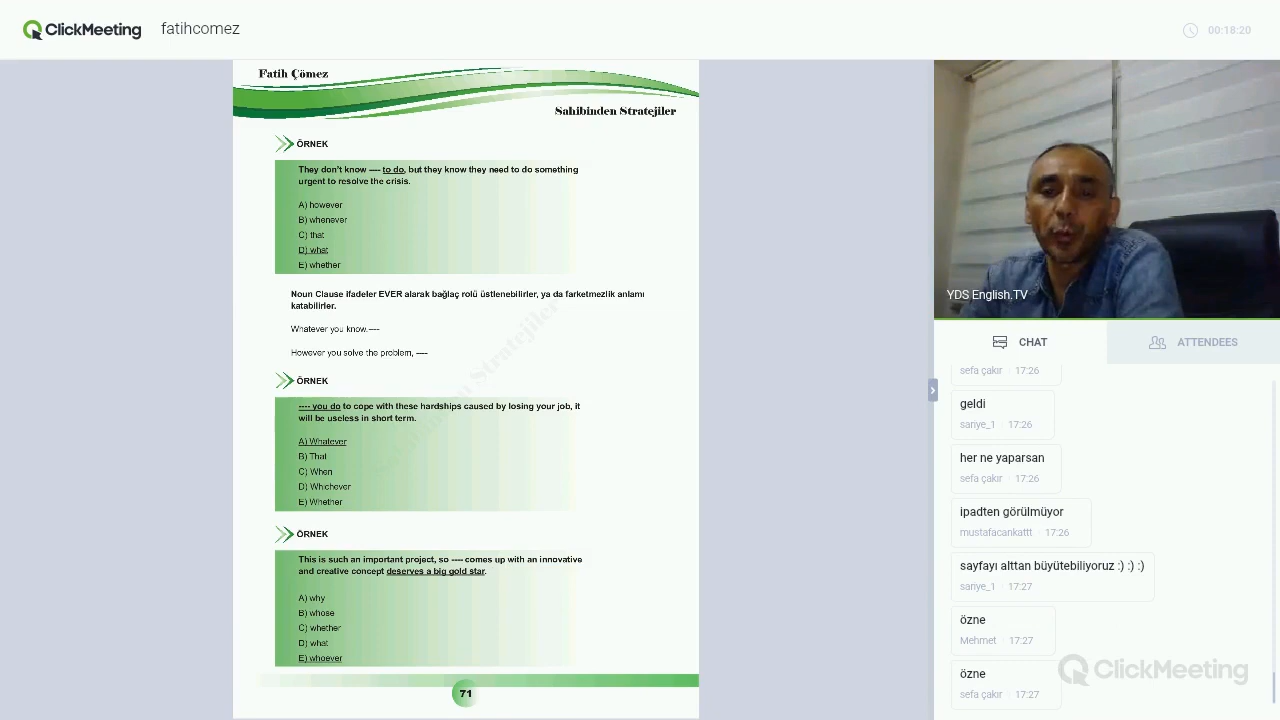 ClickMeeting
fatihcomez
00:18:20
Fatih Çömez
Sahibinden Stratejiler
ÖRNEK
They don't know ---- to do, but they know they need to do something
urgent to resolve the crisis.
A) however
B) whenever
C) that
D) what
E) whether
Noun Clause ifadeler EVER alarak bağlaç rolü üstlenebilirler, ya da farketmezlik anlamı
katabilirler.
Whatever you know,----
However you solve the problem, ----
ÖRNEK
---- you do to cope with these hardships caused by losing your job, it
will be useless in short term.
A) Whatever
B) That
C) When
D) Whichever
E) Whether
ÖRNEK
This is such an important project, so ---- comes up with an innovative
and creative concept deserves a big gold star.
A) why
B) whose
C) whether
D) what
E) whoever
71
YDS English.TV
CHAT
ATTENDEES
sefa çakır · 17:26
geldi
sariye_1 · 17:26
her ne yaparsan
sefa çakır · 17:26
ipadten görülmüyor
mustafacankattt · 17:26
sayfayı alttan büyütebiliyoruz :) :) :)
sariye_1 · 17:27
özne
Mehmet · 17:27
özne
sefa çakır · 17:27
ClickMeeting